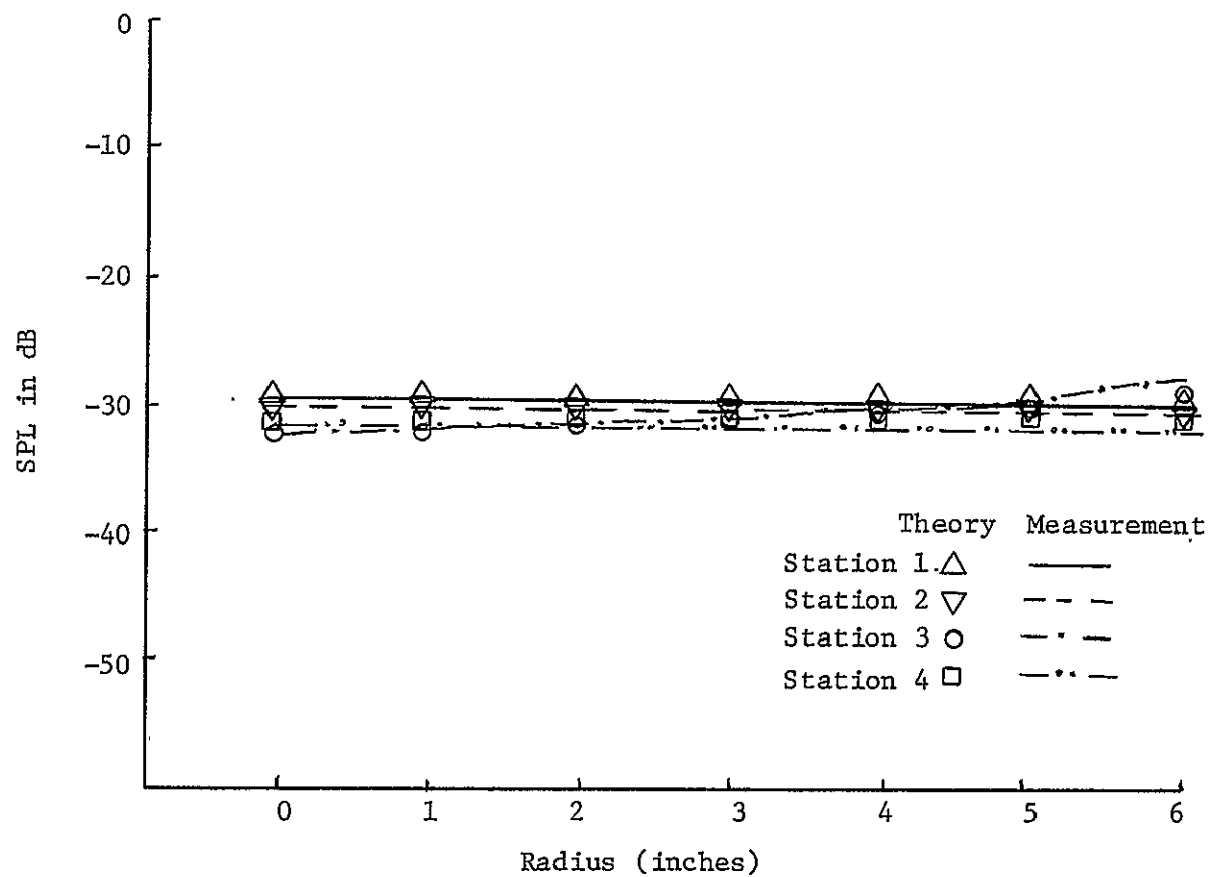 0
-10
-20
-30
-40
-50
SPL in dB
Theory Measurement
Station 1.
Station 2
Station 3
Station 4
0 1 2 3 4 5 6
Radius (inches)